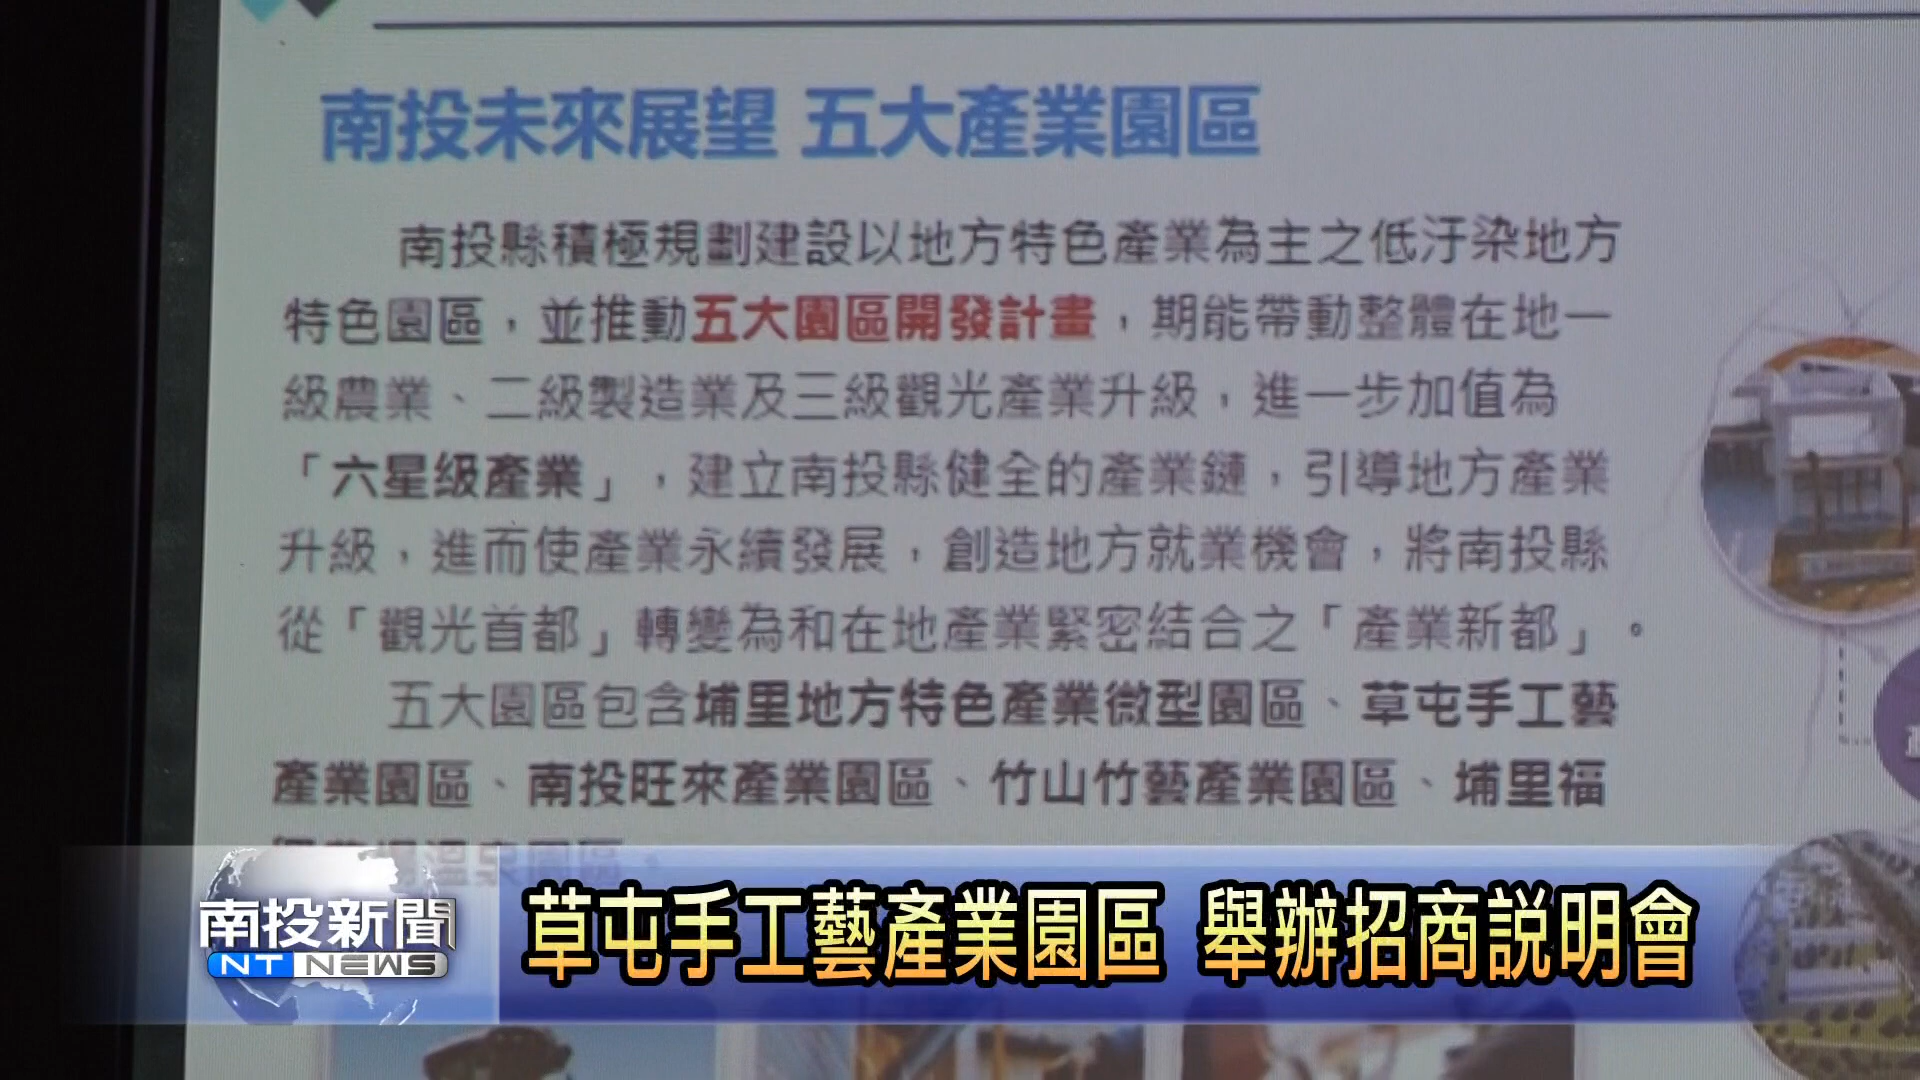 南投未來展望 五大產業園區
南投縣積極規劃建設以地方特色產業為主之低汙染地方
特色園區，並推動五大園區開發計畫，期能帶動整體在地一
級農業、二級製造業及三級觀光產業升級，進一步加值為
「六星級產業」，建立南投縣健全的產業鏈，引導地方產業
升級，進而使產業永續發展，創造地方就業機會，將南投縣
從「觀光首都」轉變為和在地產業緊密結合之「產業新都」。
五大園區包含埔里地方特色產業微型園區、草屯手工藝
產業園區、南投旺來產業園區、竹山竹藝產業園區、埔里福
溫泉園區。
南投新聞
NT NEWS
草屯手工藝產業園區 舉辦招商説明會